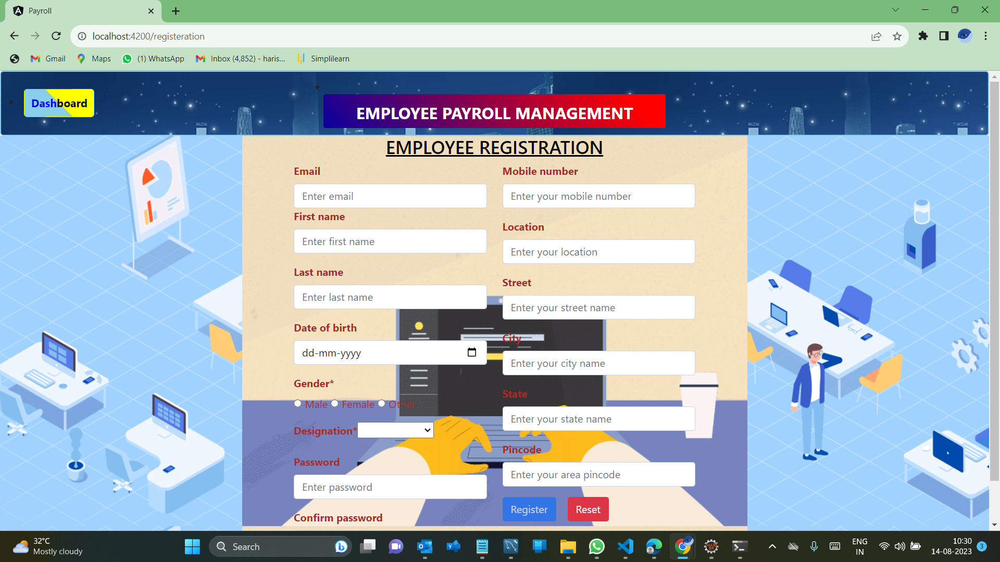 Payroll
localhost:4200/registeration
Gmail
Maps
(1) WhatsApp
Inbox (4,852) - haris...
Simplilearn
Dashboard
EMPLOYEE PAYROLL MANAGEMENT
EMPLOYEE REGISTRATION
Email
Enter email
First name
Enter first name
Last name
Enter last name
Date of birth
dd-mm-yyyy
Gender*
Male Female Other
Designation*
Password
Enter password
Confirm password
Mobile number
Enter your mobile number
Location
Enter your location
Street
Enter your street name
City
Enter your city name
State
Enter your state name
Pincode
Enter your area pincode
Register Reset
32°C
Mostly cloudy
Search
ENG
IN
10:30
14-08-2023
3